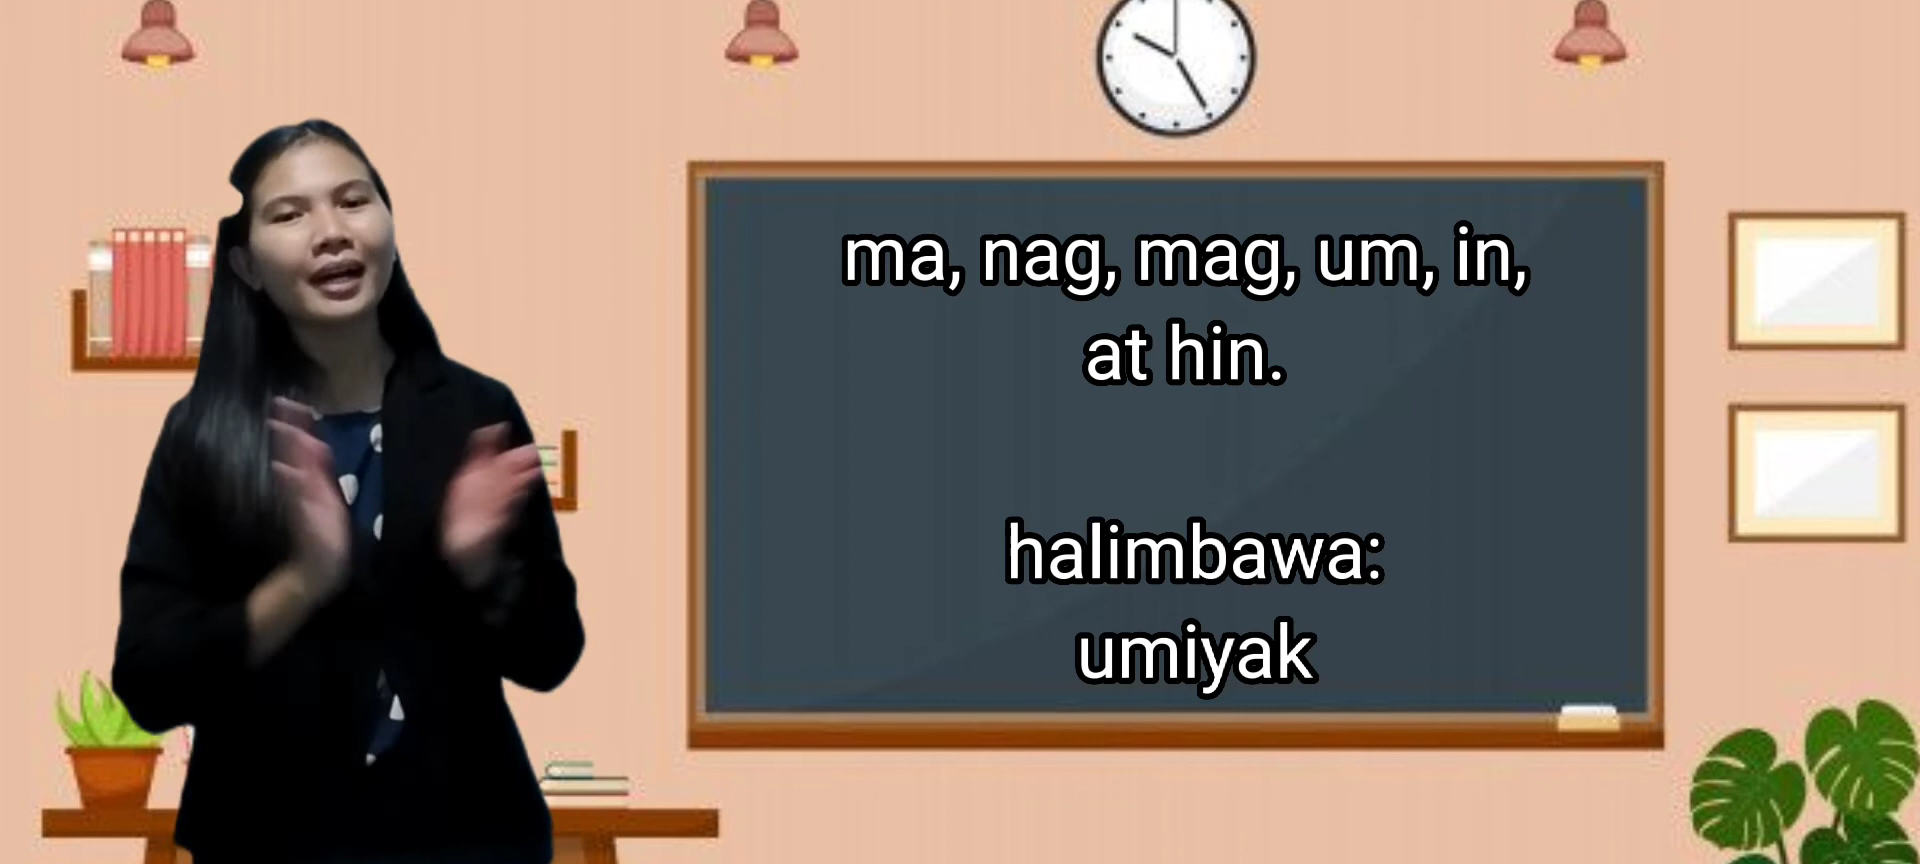 ma, nag, mag, um, in,
at hin.
halimbawa:
umiyak